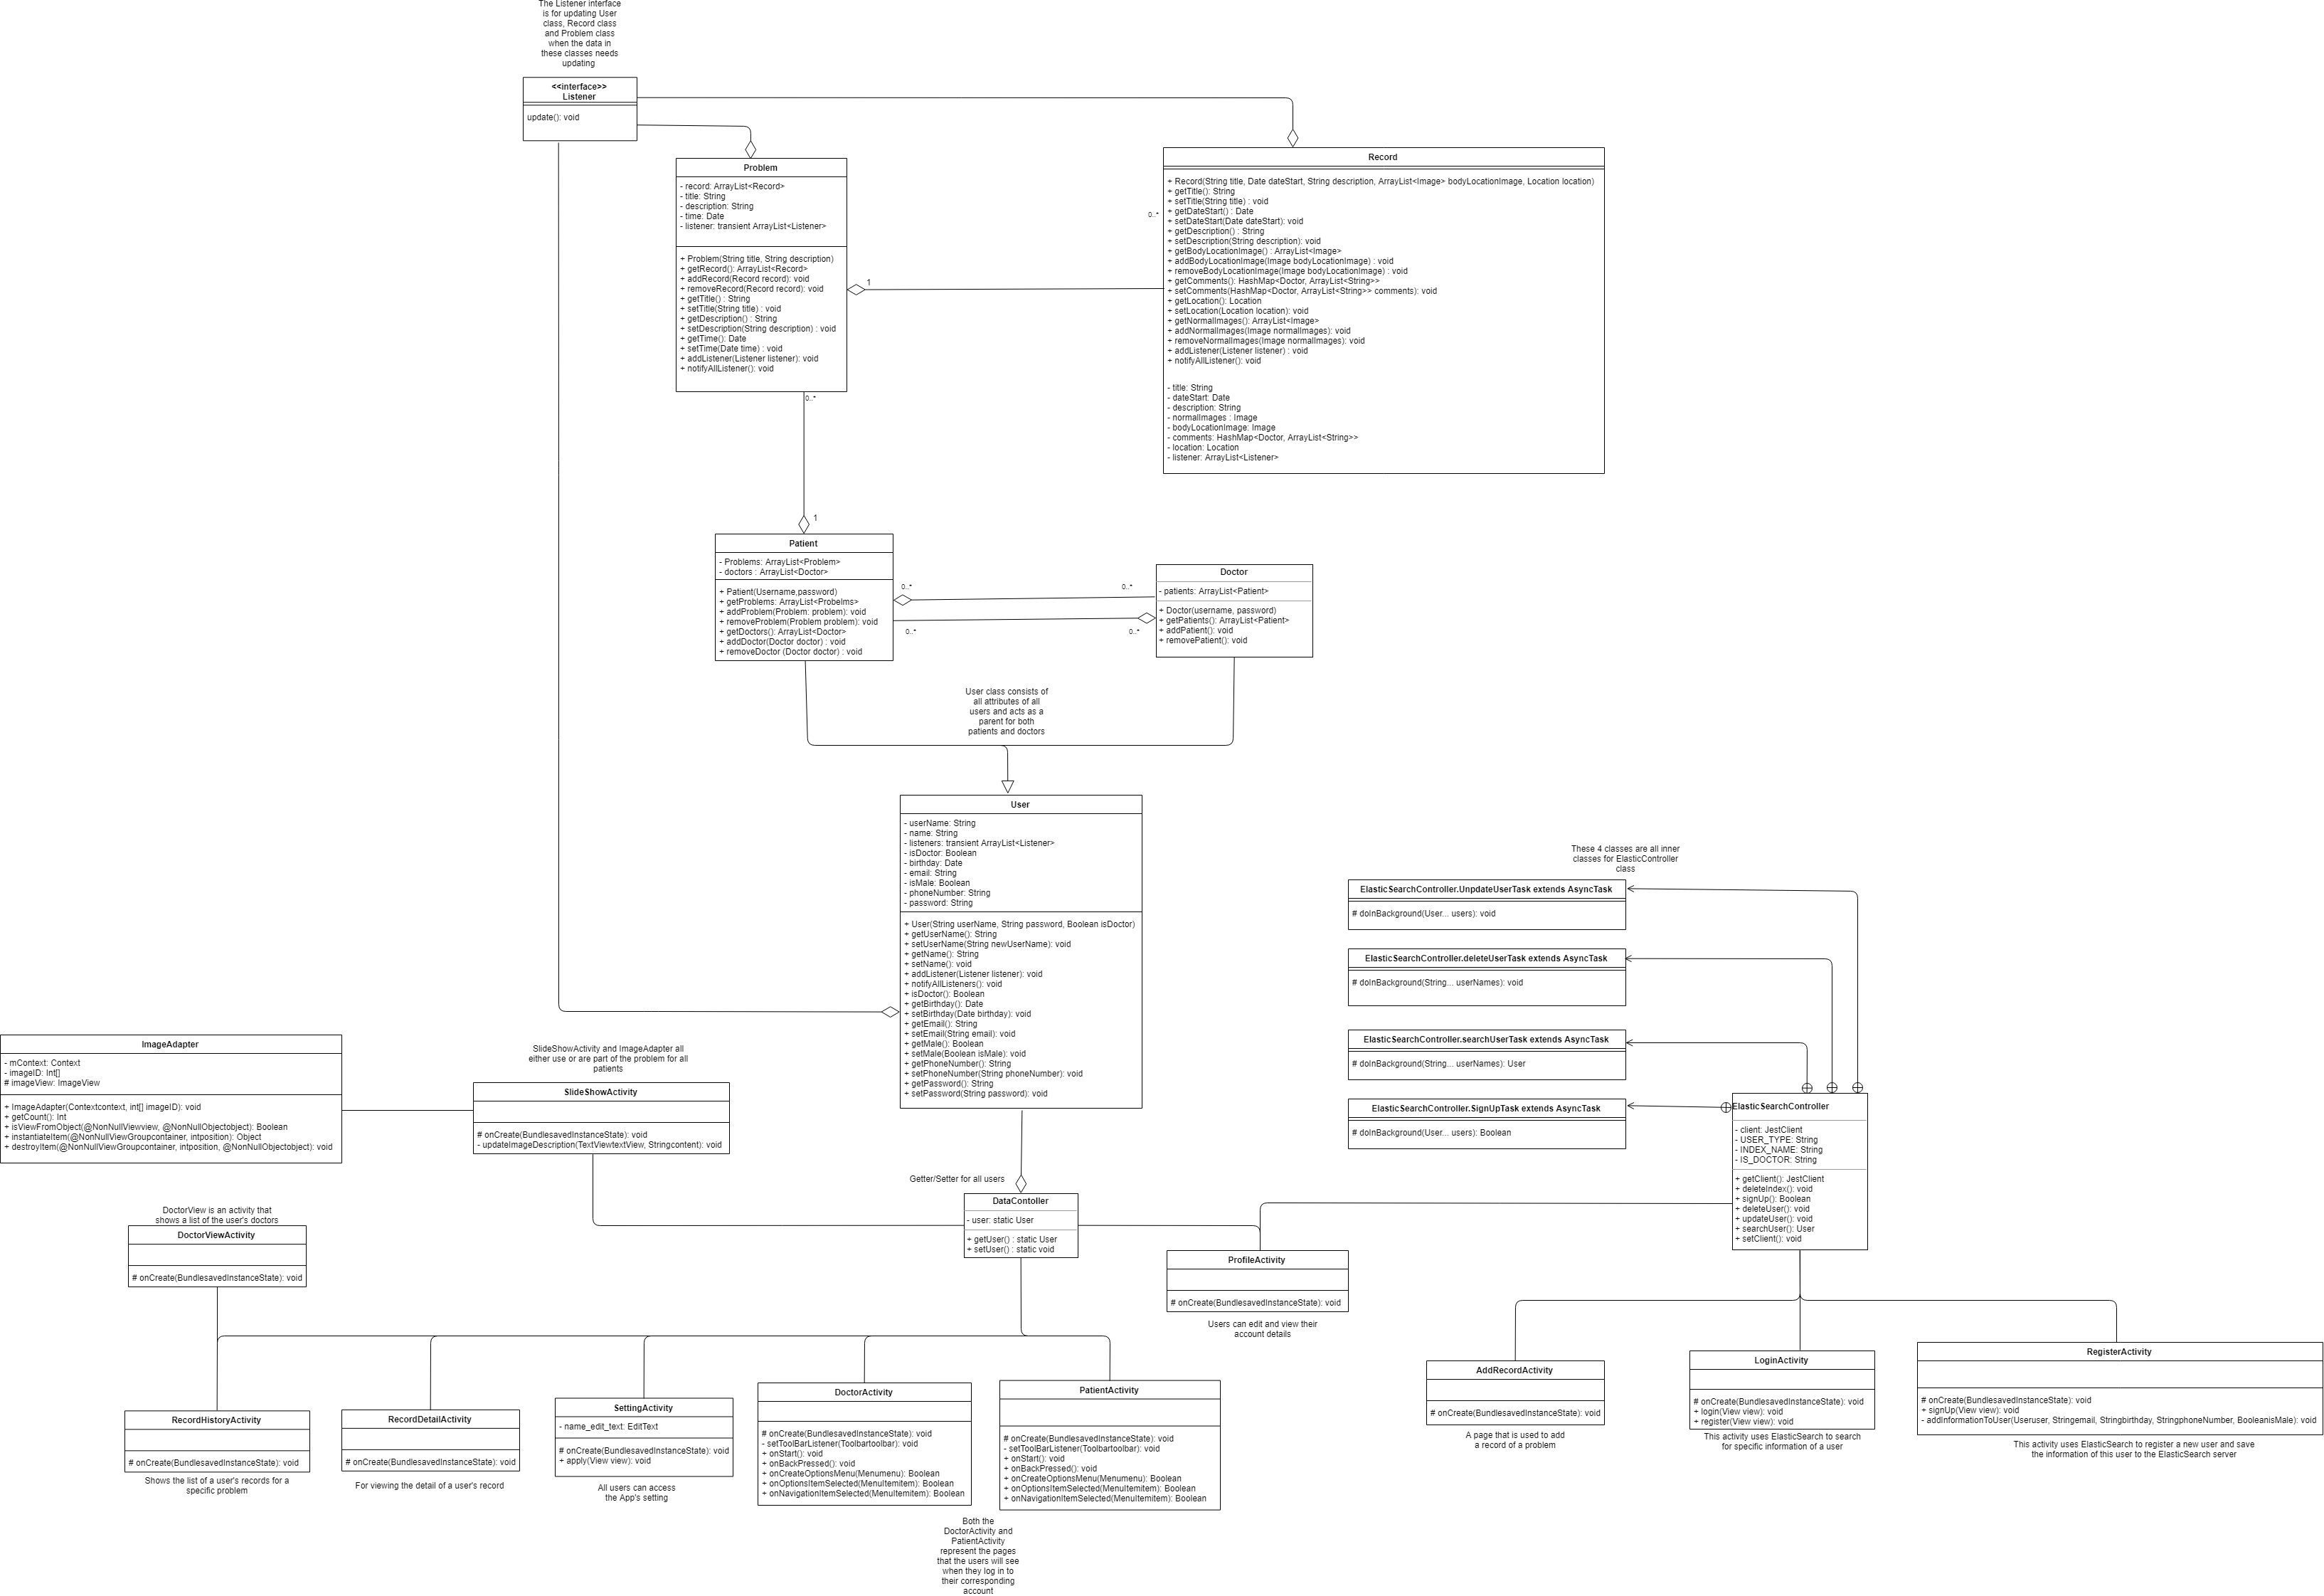 The Listener interface
is for updating User
class, Record class
and Problem class
when the data in
these classes needs
updating
<<interface>>
Listener
update(): void
Problem
- record: ArrayList<Record>
- title: String
- description: String
- time: Date
- listener: transient ArrayList<Listener>
+ Problem(String title, String description)
+ getRecord(): ArrayList<Record>
+ addRecord(Record record): void
+ removeRecord(Record record): void
+ getTitle() : String
+ setTitle(String title) : void
+ getDescription() : String
+ setDescription(String description) : void
+ getTime(): Date
+ setTime(Date time) : void
+ addListener(Listener listener): void
+ notifyAllListener(): void
1
0..*
Record
+ Record(String title, Date dateStart, String description, ArrayList<Image> bodyLocationImage, Location location)
+ getTitle(): String
+ setTitle(String title) : void
+ getDateStart() : Date
+ setDateStart(Date dateStart): void
+ getDescription() : String
+ setDescription(String description): void
+ getBodyLocationImage() : ArrayList<Image>
+ addBodyLocationImage(Image bodyLocationImage) : void
+ removeBodyLocationImage(Image bodyLocationImage) : void
+ getComments(): HashMap<Doctor, ArrayList<String>>
+ setComments(HashMap<Doctor, ArrayList<String>> comments): void
+ getLocation(): Location
+ setLocation(Location location): void
+ getNormalImages(): ArrayList<Image>
+ addNormalImages(Image normalImages): void
+ removeNormalImages(Image normalImages): void
+ addListener(Listener listener) : void
+ notifyAllListener(): void
- title: String
- dateStart: Date
- description: String
- normalImages : Image
- bodyLocationImage: Image
- comments: HashMap<Doctor, ArrayList<String>>
- location: Location
- listener: ArrayList<Listener>
0..*
1
Patient
- Problems: ArrayList<Problem>
- doctors : ArrayList<Doctor>
+ Patient(Username,password)
+ getProblems: ArrayList<Probelms>
+ addProblem(Problem: problem): void
+ removeProblem(Problem problem): void
+ getDoctors(): ArrayList<Doctor>
+ addDoctor(Doctor doctor) : void
+ removeDoctor (Doctor doctor) : void
0..*
0..*
0..*
0..*
Doctor
- patients: ArrayList<Patient>
+ Doctor(username, password)
+ getPatients(): ArrayList<Patient>
+ addPatient(): void
+ removePatient(): void
User class consists of
all attributes of all
users and acts as a
parent for both
patients and doctors
User
- userName: String
- name: String
- listeners: transient ArrayList<Listener>
- isDoctor: Boolean
- birthday: Date
- email: String
- isMale: Boolean
- phoneNumber: String
- password: String
+ User(String userName, String password, Boolean isDoctor)
+ getUserName(): String
+ setUserName(String newUserName): void
+ getName(): String
+ setName(): void
+ addListener(Listener listener): void
+ notifyAllListeners(): void
+ isDoctor(): Boolean
+ getBirthday(): Date
+ setBirthday(Date birthday): void
+ getEmail(): String
+ setEmail(String email): void
+ getMale(): Boolean
+ setMale(Boolean isMale): void
+ getPhoneNumber(): String
+ setPhoneNumber(String phoneNumber): void
+ getPassword(): String
+ setPassword(String password): void
These 4 classes are all inner
classes for ElasticController
class
ElasticSearchController.UnpdateUserTask extends AsyncTask
# doInBackground(User... users): void
ElasticSearchController.deleteUserTask extends AsyncTask
# doInBackground(String... userNames): void
ElasticSearchController.searchUserTask extends AsyncTask
# doInBackground(String... userNames): User
ElasticSearchController.SignUpTask extends AsyncTask
# doInBackground(User... users): Boolean
ElasticSearchController
- client: JestClient
- USER_TYPE: String
- INDEX_NAME: String
- IS_DOCTOR: String
+ getClient(): JestClient
+ deleteIndex(): void
+ signUp(): Boolean
+ deleteUser(): void
+ updateUser(): void
+ searchUser(): User
+ setClient(): void
ImageAdapter
- mContext: Context
- imageID: Int[]
# imageView: ImageView
+ ImageAdapter(Contextcontext, int[] imageID): void
+ getCount(): Int
+ isViewFromObject(@NonNullViewview, @NonNullObjectobject): Boolean
+ instantiateItem(@NonNullViewGroupcontainer, intposition): Object
+ destroyItem(@NonNullViewGroupcontainer, intposition, @NonNullObjectobject): void
SlideShowActivity and ImageAdapter all
either use or are part of the problem for all
patients
SlideShowActivity
# onCreate(BundlesavedInstanceState): void
- updateImageDescription(TextViewtextView, Stringcontent): void
Getter/Setter for all users
DataContoller
- user: static User
+ getUser() : static User
+ setUser() : static void
DoctorView is an activity that
shows a list of the user's doctors
DoctorViewActivity
# onCreate(BundlesavedInstanceState): void
ProfileActivity
# onCreate(BundlesavedInstanceState): void
Users can edit and view their
account details
RecordHistoryActivity
# onCreate(BundlesavedInstanceState): void
Shows the list of a user's records for a
specific problem
RecordDetailActivity
# onCreate(BundlesavedInstanceState): void
For viewing the detail of a user's record
SettingActivity
- name_edit_text: EditText
# onCreate(BundlesavedInstanceState): void
+ apply(View view): void
All users can access
the App's setting
DoctorActivity
# onCreate(BundlesavedInstanceState): void
- setToolBarListener(Toolbartoolbar): void
+ onStart(): void
+ onBackPressed(): void
+ onCreateOptionsMenu(Menumenu): Boolean
+ onOptionsItemSelected(MenuItemitem): Boolean
+ onNavigationItemSelected(MenuItemitem): Boolean
PatientActivity
# onCreate(BundlesavedInstanceState): void
- setToolBarListener(Toolbartoolbar): void
+ onStart(): void
+ onBackPressed(): void
+ onCreateOptionsMenu(Menumenu): Boolean
+ onOptionsItemSelected(MenuItemitem): Boolean
+ onNavigationItemSelected(MenuItemitem): Boolean
Both the
DoctorActivity and
PatientActivity
represent the pages
that the users will see
when they log in to
their corresponding
account
AddRecordActivity
# onCreate(BundlesavedInstanceState): void
A page that is used to add
a record of a problem
LoginActivity
# onCreate(BundlesavedInstanceState): void
+ login(View view): void
+ register(View view): void
This activity uses ElasticSearch to search
for specific information of a user
RegisterActivity
# onCreate(BundlesavedInstanceState): void
+ signUp(View view): void
- addInformationToUser(Useruser, Stringemail, Stringbirthday, StringphoneNumber, BooleanisMale): void
This activity uses ElasticSearch to register a new user and save
the information of this user to the ElasticSearch server